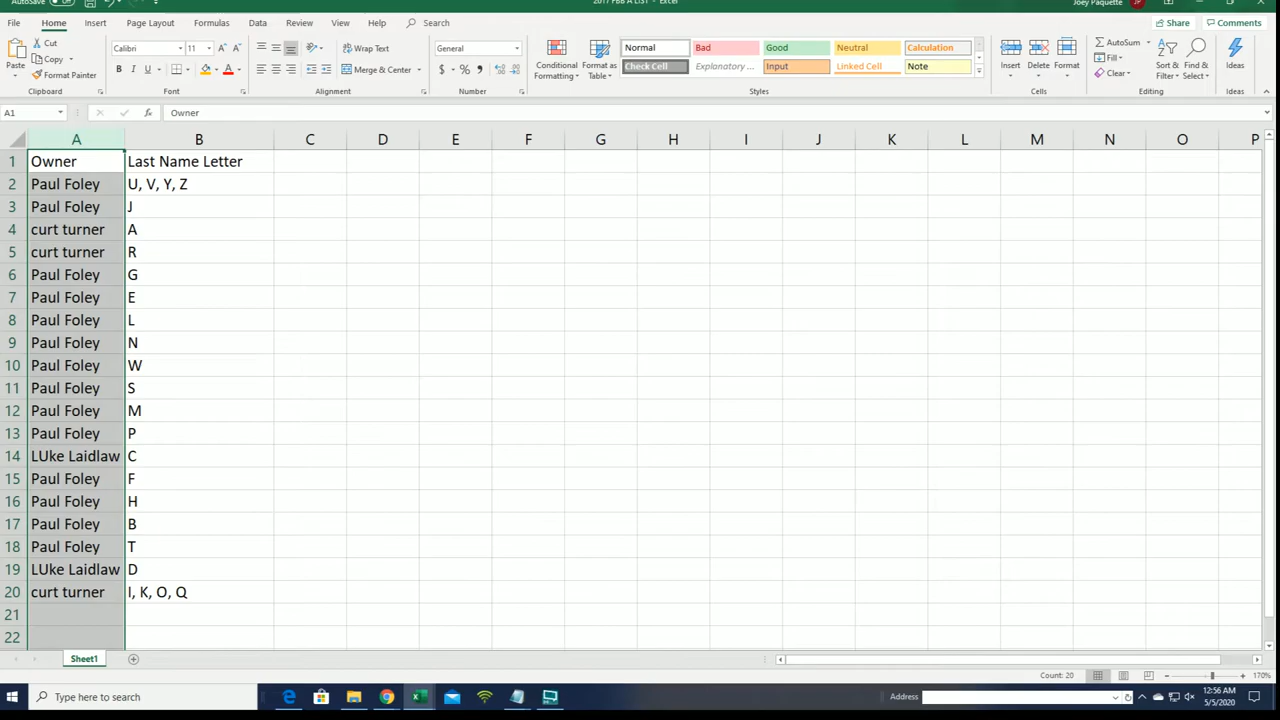 AutoSave Off 2017 FBB A LIST - Excel Joey Paquette JP
File Home Insert Page Layout Formulas Data Review View Help Search Share Comments
Cut Calibri 11 Wrap Text General Normal Bad Good Neutral Calculation AutoSum
Copy Fill
Paste Format Painter B I U Merge & Center $ % Conditional Formatting Format as Table Check Cell Explanatory ... Input Linked Cell Note Insert Delete Format Clear Sort & Filter Find & Select Ideas
Clipboard Font Alignment Number Styles Cells Editing Ideas
A1 fx Owner
A B C D E F G H I J K L M N O P
1 Owner Last Name Letter
2 Paul Foley U, V, Y, Z
3 Paul Foley J
4 curt turner A
5 curt turner R
6 Paul Foley G
7 Paul Foley E
8 Paul Foley L
9 Paul Foley N
10 Paul Foley W
11 Paul Foley S
12 Paul Foley M
13 Paul Foley P
14 LUke Laidlaw C
15 Paul Foley F
16 Paul Foley H
17 Paul Foley B
18 Paul Foley T
19 LUke Laidlaw D
20 curt turner I, K, O, Q
21
22
Sheet1
Count: 20 170%
Type here to search Address 12:56 AM
5/5/2020